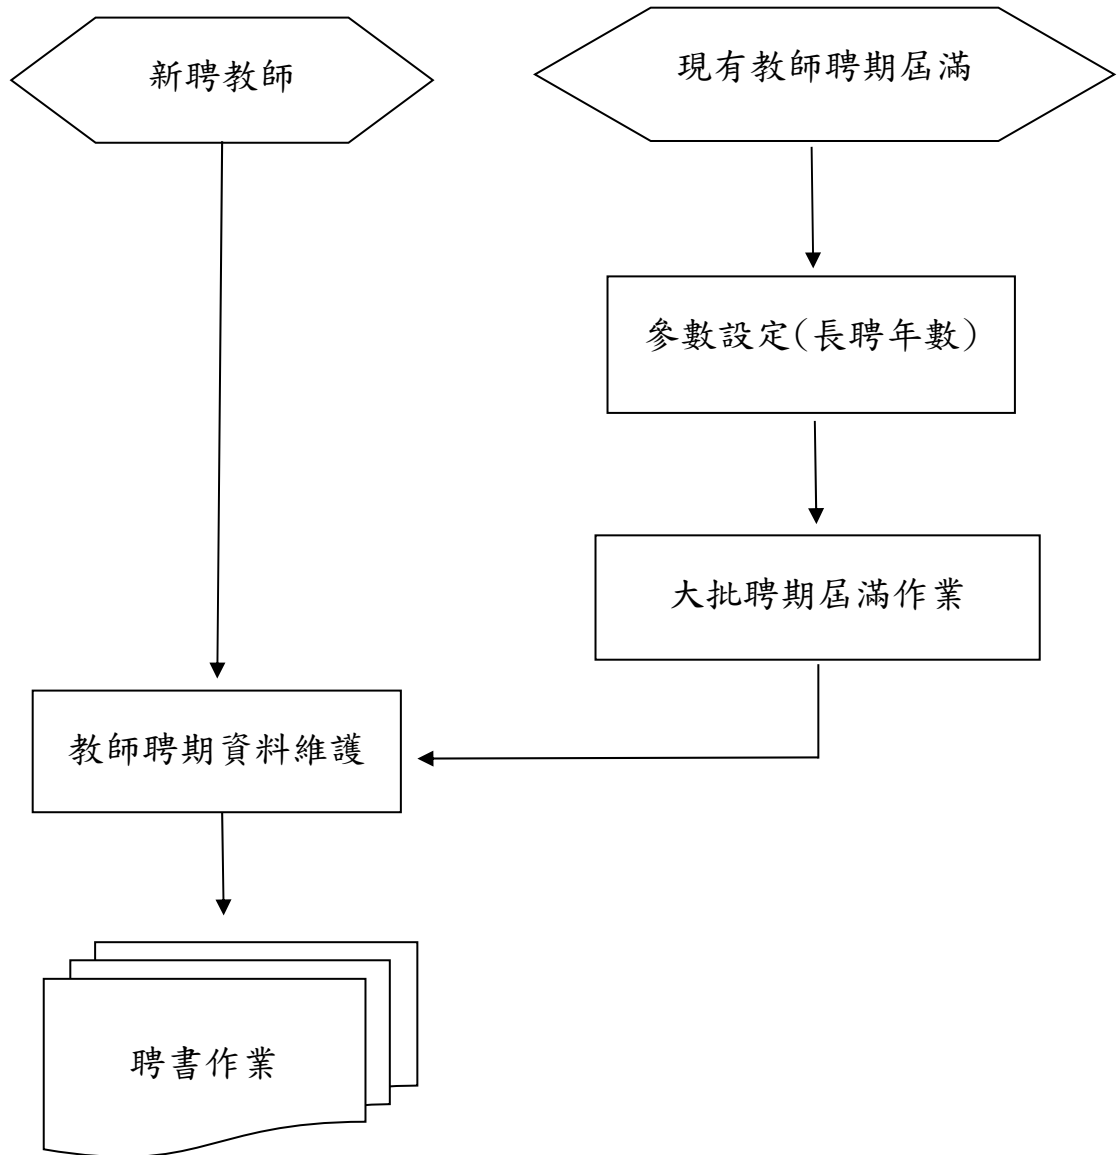 新聘教師
現有教師聘期屆滿
參數設定(長聘年數)
大批聘期屆滿作業
教師聘期資料維護
聘書作業